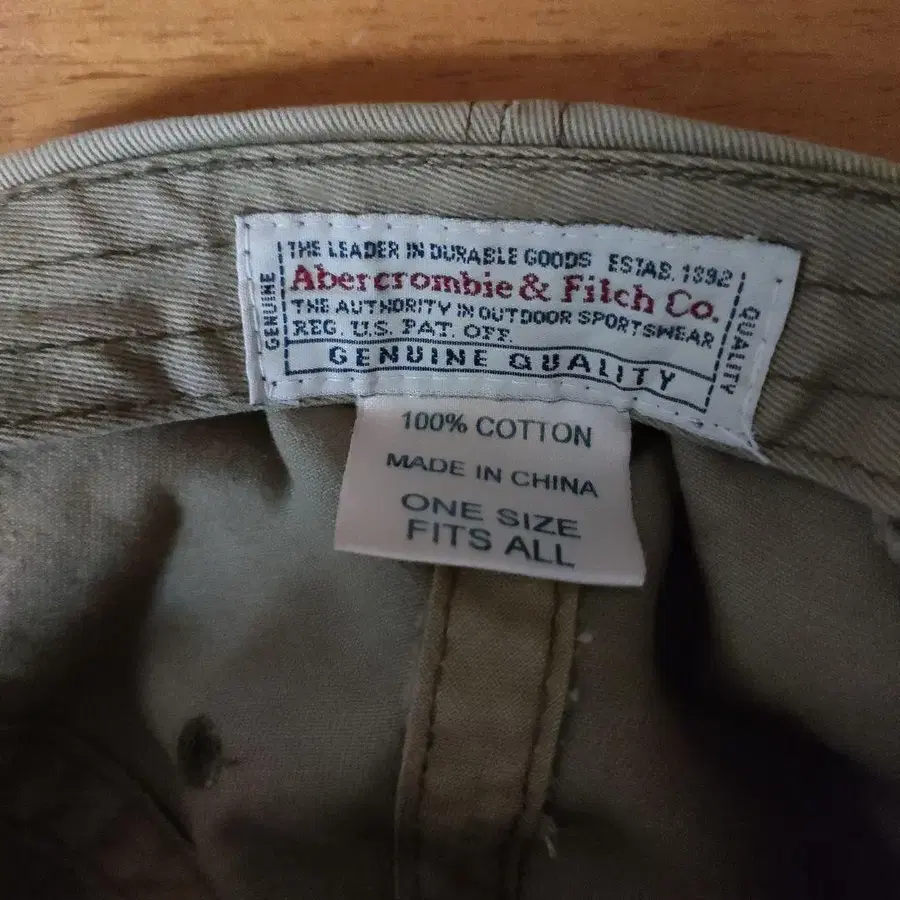 THE LEADER IN DURABLE GOODS ESTAB. 1892
Abercrombie & Fitch Co.
THE AUTHORITY IN OUTDOOR SPORTSWEAR
REG. U.S. PAT. OFF.
GENUINE QUALITY
GENUINE
QUALITY
100% COTTON
MADE IN CHINA
ONE SIZE
FITS ALL